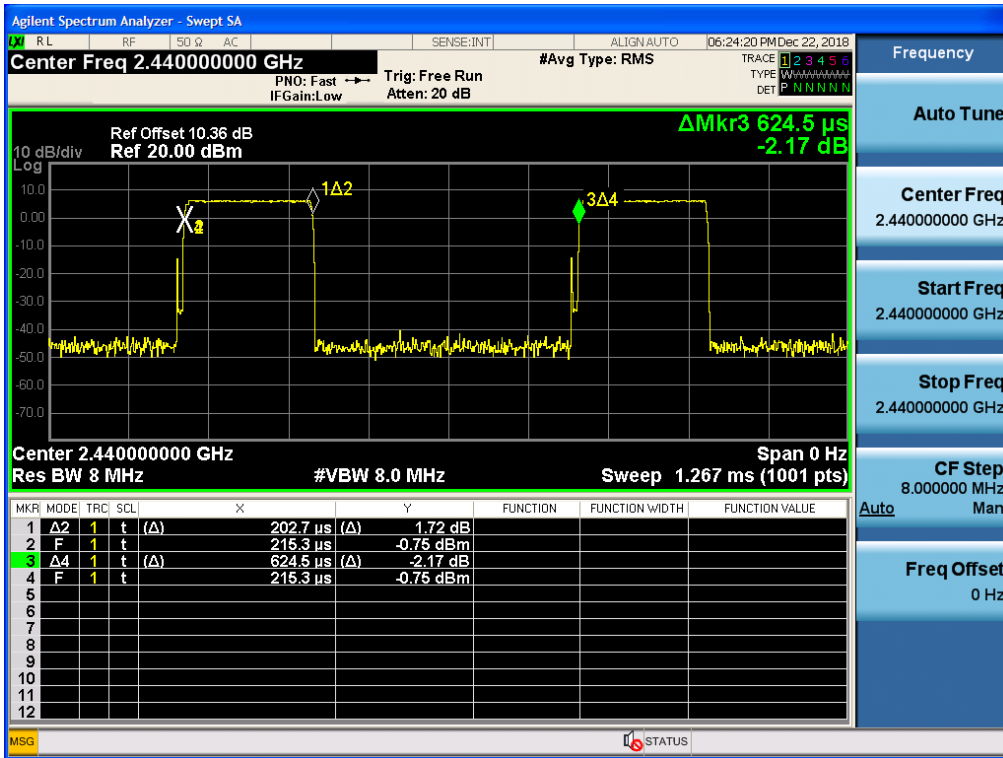 Agilent Spectrum Analyzer - Swept SA
LXI RL RF 50 Ω AC SENSE:INT ALIGN AUTO 06:24:20 PM Dec 22, 2018
Center Freq 2.440000000 GHz
PNO: Fast
IFGain:Low
Trig: Free Run
Atten: 20 dB
#Avg Type: RMS
TRACE 1 2 3 4 5 6
TYPE
DET P N N N N N
ΔMkr3 624.5 µs
-2.17 dB
Ref Offset 10.36 dB
10 dB/div Ref 20.00 dBm
Log
10.0
0.00
-10.0
-20.0
-30.0
-40.0
-50.0
-60.0
-70.0
1Δ2
3Δ4
Center 2.440000000 GHz Span 0 Hz
Res BW 8 MHz #VBW 8.0 MHz Sweep 1.267 ms (1001 pts)
MKR MODE TRC SCL X Y FUNCTION FUNCTION WIDTH FUNCTION VALUE
1 Δ2 1 t (Δ) 202.7 µs (Δ) 1.72 dB
2 F 1 t 215.3 µs -0.75 dBm
3 Δ4 1 t (Δ) 624.5 µs (Δ) -2.17 dB
4 F 1 t 215.3 µs -0.75 dBm
5
6
7
8
9
10
11
12
MSG STATUS
Frequency
Auto Tune
Center Freq
2.440000000 GHz
Start Freq
2.440000000 GHz
Stop Freq
2.440000000 GHz
CF Step
8.000000 MHz
Auto Man
Freq Offset
0 Hz